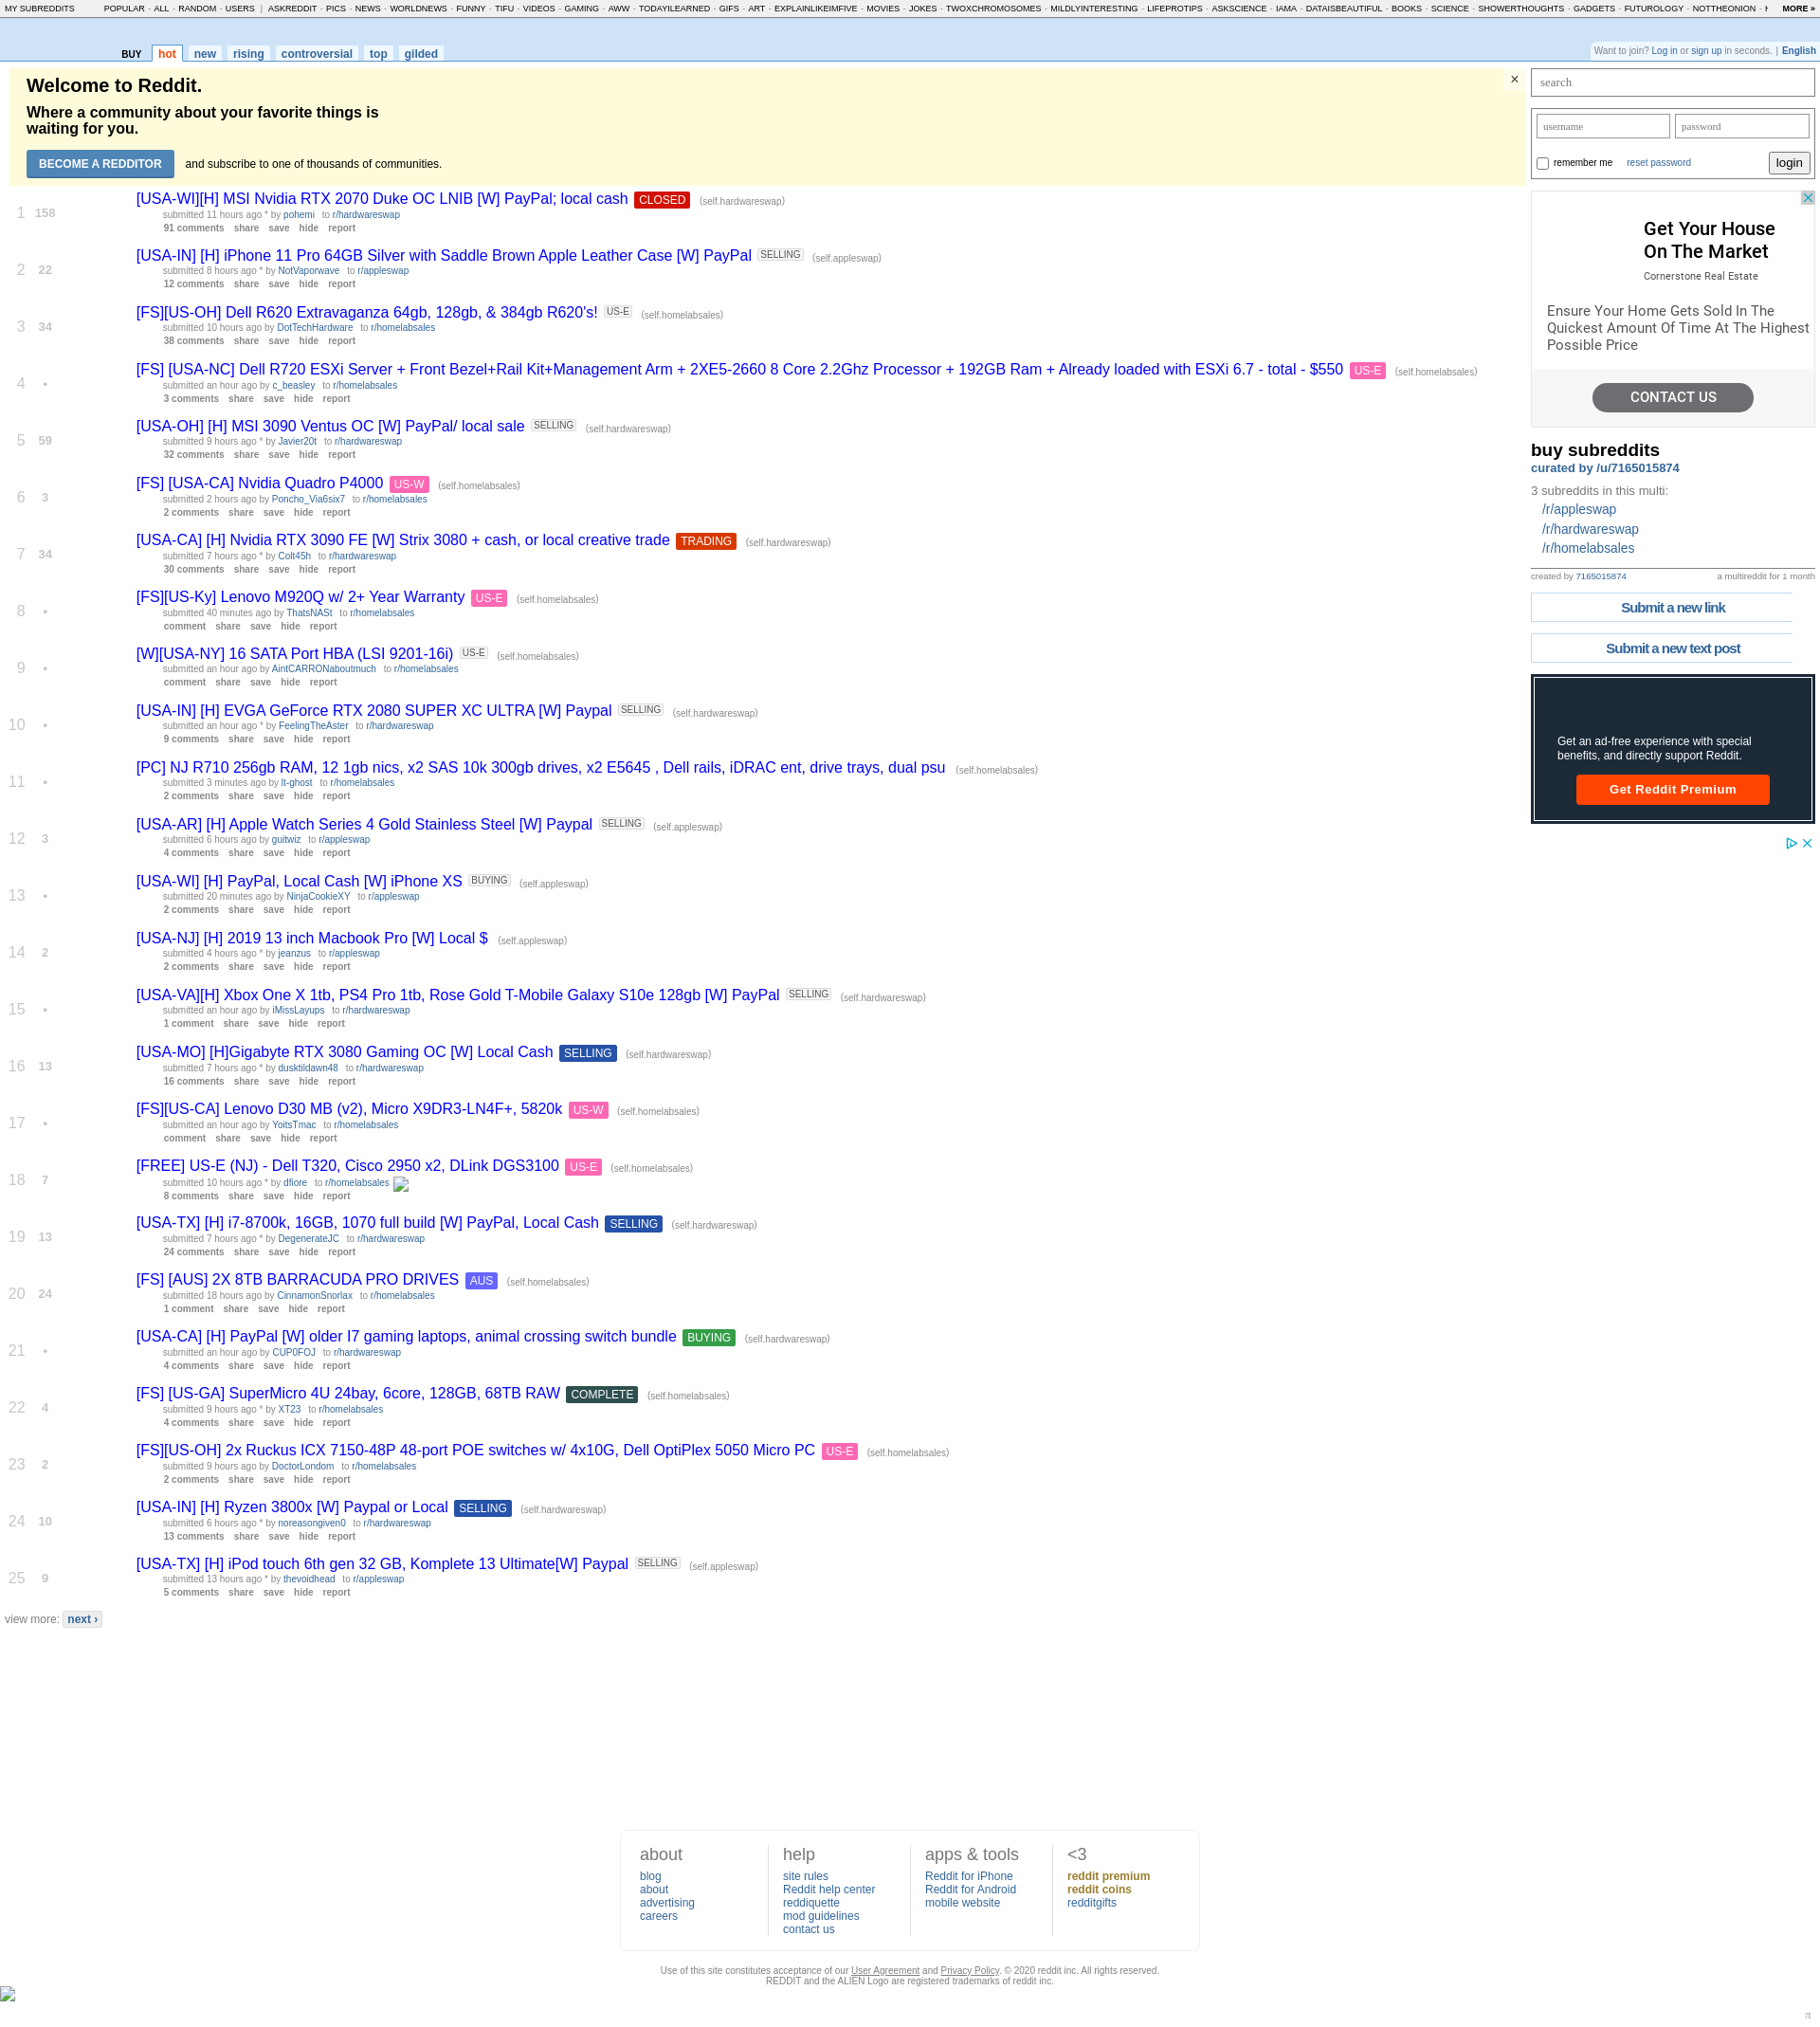 MY SUBREDDITS POPULAR - ALL - RANDOM - USERS | ASKREDDIT - PICS - NEWS - WORLDNEWS - FUNNY - TIFU - VIDEOS - GAMING - AWW - TODAYILEARNED - GIFS - ART - EXPLAINLIKEIMFIVE - MOVIES - JOKES - TWOXCHROMOSOMES - MILDLYINTERESTING - LIFEPROTIPS - ASKSCIENCE - IAMA - DATAISBEAUTIFUL - BOOKS - SCIENCE - SHOWERTHOUGHTS - GADGETS - FUTUROLOGY - NOTTHEONION - MORE »
BUY hot new rising controversial top gilded
Want to join? Log in or sign up in seconds. | English
Welcome to Reddit.
Where a community about your favorite things is
waiting for you.
BECOME A REDDITOR and subscribe to one of thousands of communities.
×
1 158 [USA-WI][H] MSI Nvidia RTX 2070 Duke OC LNIB [W] PayPal; local cash CLOSED (self.hardwareswap)
submitted 11 hours ago * by pohemi to r/hardwareswap
91 comments share save hide report
2 22 [USA-IN] [H] iPhone 11 Pro 64GB Silver with Saddle Brown Apple Leather Case [W] PayPal SELLING (self.appleswap)
submitted 8 hours ago * by NotVaporwave to r/appleswap
12 comments share save hide report
3 34 [FS][US-OH] Dell R620 Extravaganza 64gb, 128gb, & 384gb R620's! US-E (self.homelabsales)
submitted 10 hours ago by DotTechHardware to r/homelabsales
38 comments share save hide report
4 • [FS] [USA-NC] Dell R720 ESXi Server + Front Bezel+Rail Kit+Management Arm + 2XE5-2660 8 Core 2.2Ghz Processor + 192GB Ram + Already loaded with ESXi 6.7 - total - $550 US-E (self.homelabsales)
submitted an hour ago by c_beasley to r/homelabsales
3 comments share save hide report
5 59 [USA-OH] [H] MSI 3090 Ventus OC [W] PayPal/ local sale SELLING (self.hardwareswap)
submitted 9 hours ago * by Javier20t to r/hardwareswap
32 comments share save hide report
6 3 [FS] [USA-CA] Nvidia Quadro P4000 US-W (self.homelabsales)
submitted 2 hours ago by Poncho_Via6six7 to r/homelabsales
2 comments share save hide report
7 34 [USA-CA] [H] Nvidia RTX 3090 FE [W] Strix 3080 + cash, or local creative trade TRADING (self.hardwareswap)
submitted 7 hours ago * by Colt45h to r/hardwareswap
30 comments share save hide report
8 • [FS][US-Ky] Lenovo M920Q w/ 2+ Year Warranty US-E (self.homelabsales)
submitted 40 minutes ago by ThatsNASt to r/homelabsales
comment share save hide report
9 • [W][USA-NY] 16 SATA Port HBA (LSI 9201-16i) US-E (self.homelabsales)
submitted an hour ago by AintCARRONaboutmuch to r/homelabsales
comment share save hide report
10 • [USA-IN] [H] EVGA GeForce RTX 2080 SUPER XC ULTRA [W] Paypal SELLING (self.hardwareswap)
submitted an hour ago * by FeelingTheAster to r/hardwareswap
9 comments share save hide report
11 • [PC] NJ R710 256gb RAM, 12 1gb nics, x2 SAS 10k 300gb drives, x2 E5645 , Dell rails, iDRAC ent, drive trays, dual psu (self.homelabsales)
submitted 3 minutes ago by lt-ghost to r/homelabsales
2 comments share save hide report
12 3 [USA-AR] [H] Apple Watch Series 4 Gold Stainless Steel [W] Paypal SELLING (self.appleswap)
submitted 6 hours ago by guitwiz to r/appleswap
4 comments share save hide report
13 • [USA-WI] [H] PayPal, Local Cash [W] iPhone XS BUYING (self.appleswap)
submitted 20 minutes ago by NinjaCookieXY to r/appleswap
2 comments share save hide report
14 2 [USA-NJ] [H] 2019 13 inch Macbook Pro [W] Local $ (self.appleswap)
submitted 4 hours ago * by jeanzus to r/appleswap
2 comments share save hide report
15 • [USA-VA][H] Xbox One X 1tb, PS4 Pro 1tb, Rose Gold T-Mobile Galaxy S10e 128gb [W] PayPal SELLING (self.hardwareswap)
submitted an hour ago by iMissLayups to r/hardwareswap
1 comment share save hide report
16 13 [USA-MO] [H]Gigabyte RTX 3080 Gaming OC [W] Local Cash SELLING (self.hardwareswap)
submitted 7 hours ago * by dusktildawn48 to r/hardwareswap
16 comments share save hide report
17 • [FS][US-CA] Lenovo D30 MB (v2), Micro X9DR3-LN4F+, 5820k US-W (self.homelabsales)
submitted an hour ago by YoitsTmac to r/homelabsales
comment share save hide report
18 7 [FREE] US-E (NJ) - Dell T320, Cisco 2950 x2, DLink DGS3100 US-E (self.homelabsales)
submitted 10 hours ago * by dfiore to r/homelabsales
8 comments share save hide report
19 13 [USA-TX] [H] i7-8700k, 16GB, 1070 full build [W] PayPal, Local Cash SELLING (self.hardwareswap)
submitted 7 hours ago * by DegenerateJC to r/hardwareswap
24 comments share save hide report
20 24 [FS] [AUS] 2X 8TB BARRACUDA PRO DRIVES AUS (self.homelabsales)
submitted 18 hours ago by CinnamonSnorlax to r/homelabsales
1 comment share save hide report
21 • [USA-CA] [H] PayPal [W] older I7 gaming laptops, animal crossing switch bundle BUYING (self.hardwareswap)
submitted an hour ago by CUP0FOJ to r/hardwareswap
4 comments share save hide report
22 4 [FS] [US-GA] SuperMicro 4U 24bay, 6core, 128GB, 68TB RAW COMPLETE (self.homelabsales)
submitted 9 hours ago * by XT23 to r/homelabsales
4 comments share save hide report
23 2 [FS][US-OH] 2x Ruckus ICX 7150-48P 48-port POE switches w/ 4x10G, Dell OptiPlex 5050 Micro PC US-E (self.homelabsales)
submitted 9 hours ago by DoctorLondom to r/homelabsales
2 comments share save hide report
24 10 [USA-IN] [H] Ryzen 3800x [W] Paypal or Local SELLING (self.hardwareswap)
submitted 6 hours ago * by noreasongiven0 to r/hardwareswap
13 comments share save hide report
25 9 [USA-TX] [H] iPod touch 6th gen 32 GB, Komplete 13 Ultimate[W] Paypal SELLING (self.appleswap)
submitted 13 hours ago * by thevoidhead to r/appleswap
5 comments share save hide report
view more: next ›
search
username password
remember me reset password login
Get Your House
On The Market
Cornerstone Real Estate
Ensure Your Home Gets Sold In The
Quickest Amount Of Time At The Highest
Possible Price
CONTACT US
buy subreddits
curated by /u/7165015874
3 subreddits in this multi:
/r/appleswap
/r/hardwareswap
/r/homelabsales
created by 7165015874 a multireddit for 1 month
Submit a new link
Submit a new text post
Get an ad-free experience with special
benefits, and directly support Reddit.
Get Reddit Premium
about
blog
about
advertising
careers
help
site rules
Reddit help center
reddiquette
mod guidelines
contact us
apps & tools
Reddit for iPhone
Reddit for Android
mobile website
<3
reddit premium
reddit coins
redditgifts
Use of this site constitutes acceptance of our User Agreement and Privacy Policy. © 2020 reddit inc. All rights reserved.
REDDIT and the ALIEN Logo are registered trademarks of reddit inc.
π